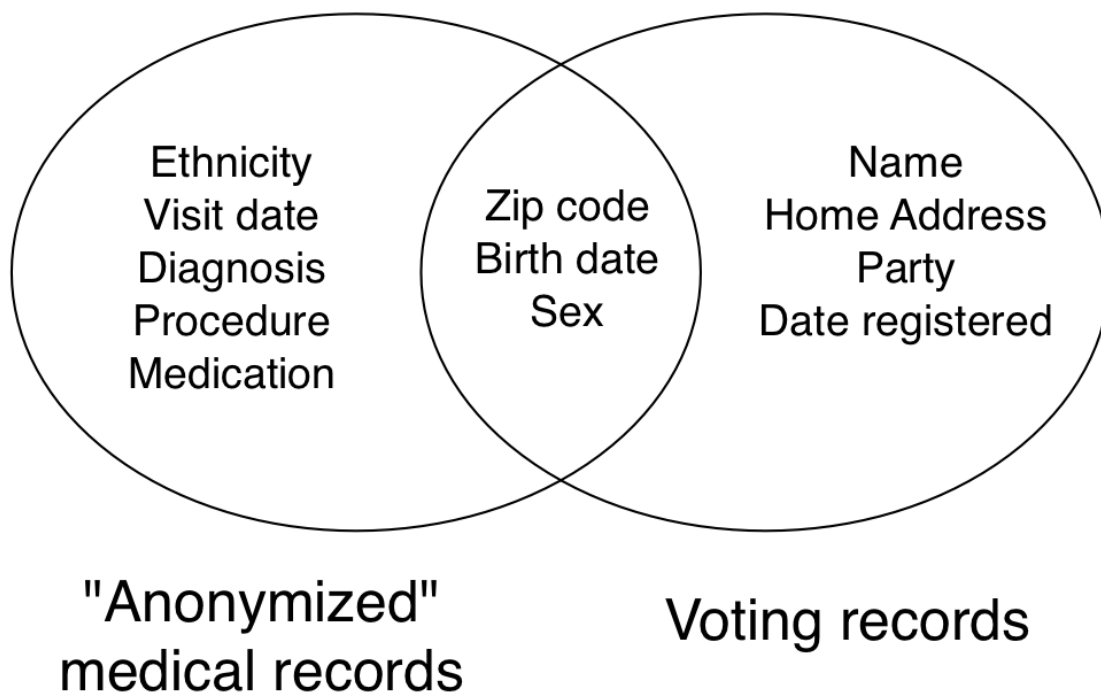 Ethnicity
Visit date
Diagnosis
Procedure
Medication
Zip code
Birth date
Sex
Name
Home Address
Party
Date registered
"Anonymized"
medical records
Voting records